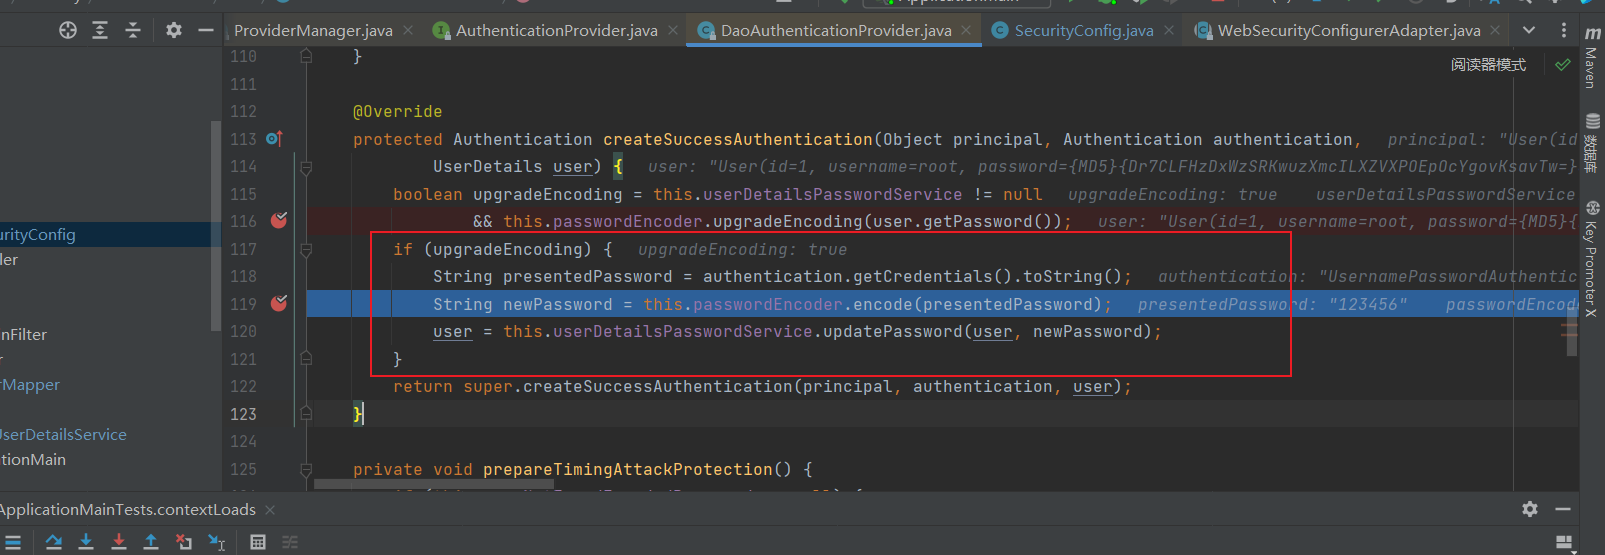 ProviderManager.java AuthenticationProvider.java DaoAuthenticationProvider.java SecurityConfig.java WebSecurityConfigurerAdapter.java
阅读器模式
110 }
111
112 @Override
113 protected Authentication createSuccessAuthentication(Object principal, Authentication authentication, principal: "User(id
114 UserDetails user) { user: "User(id=1, username=root, password={MD5}{Dr7CLFHzDxWzSRKwuzXmcILXZVXPOEpOcYgovKsavTw=}
115 boolean upgradeEncoding = this.userDetailsPasswordService != null upgradeEncoding: true userDetailsPasswordService
116 && this.passwordEncoder.upgradeEncoding(user.getPassword()); user: "User(id=1, username=root, password={MD5}{
117 if (upgradeEncoding) { upgradeEncoding: true
118 String presentedPassword = authentication.getCredentials().toString(); authentication: "UsernamePasswordAuthentic
119 String newPassword = this.passwordEncoder.encode(presentedPassword); presentedPassword: "123456" passwordEncod
120 user = this.userDetailsPasswordService.updatePassword(user, newPassword);
121 }
122 return super.createSuccessAuthentication(principal, authentication, user);
123 }
124
125 private void prepareTimingAttackProtection() {
urityConfig
ler
nFilter
r
rMapper
UserDetailsService
ationMain
m Maven
数据库
Key Promoter X
ApplicationMainTests.contextLoads